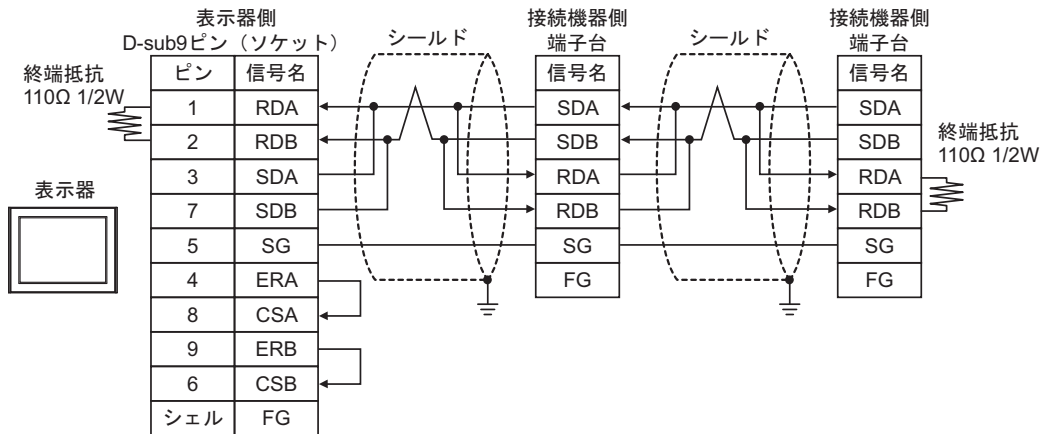 表示器側
D-sub9ピン（ソケット）
シールド
接続機器側
端子台
シールド
接続機器側
端子台
終端抵抗
110Ω 1/2W
ピン 信号名
1 RDA
2 RDB
3 SDA
7 SDB
5 SG
4 ERA
8 CSA
9 ERB
6 CSB
シェル FG
表示器
信号名
SDA
SDB
RDA
RDB
SG
FG
信号名
SDA
SDB
RDA
RDB
SG
FG
終端抵抗
110Ω 1/2W